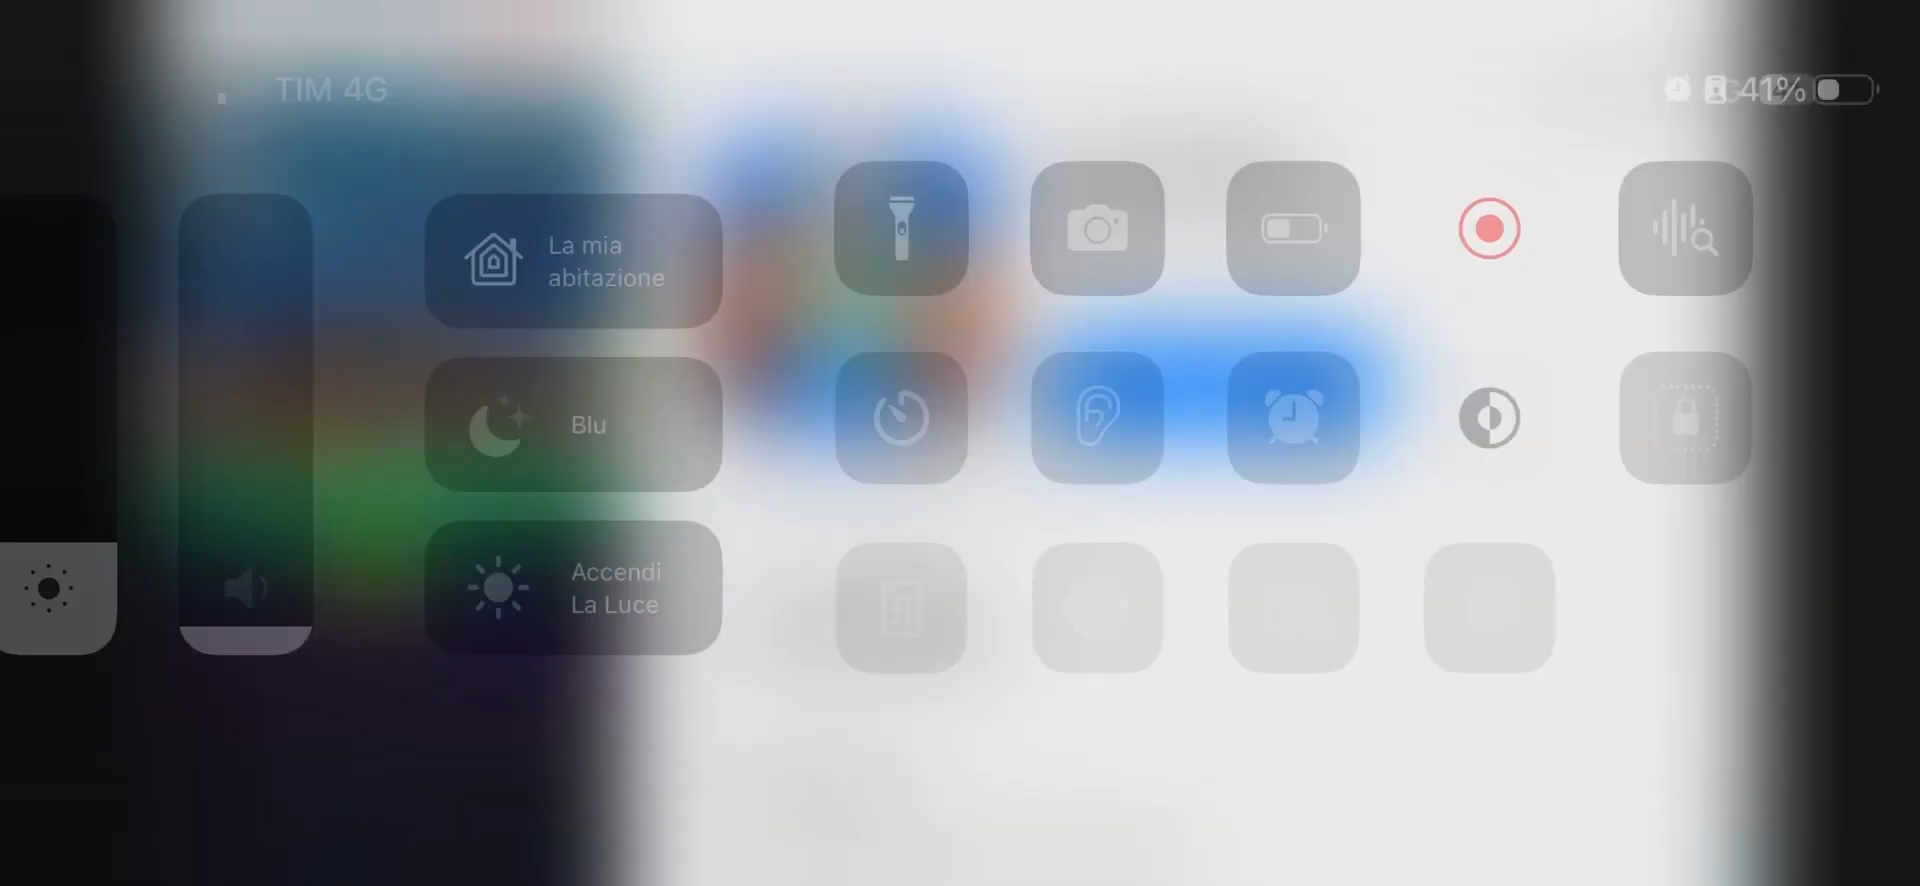 TIM 4G
41%
La mia
abitazione
Blu
Accendi
La Luce